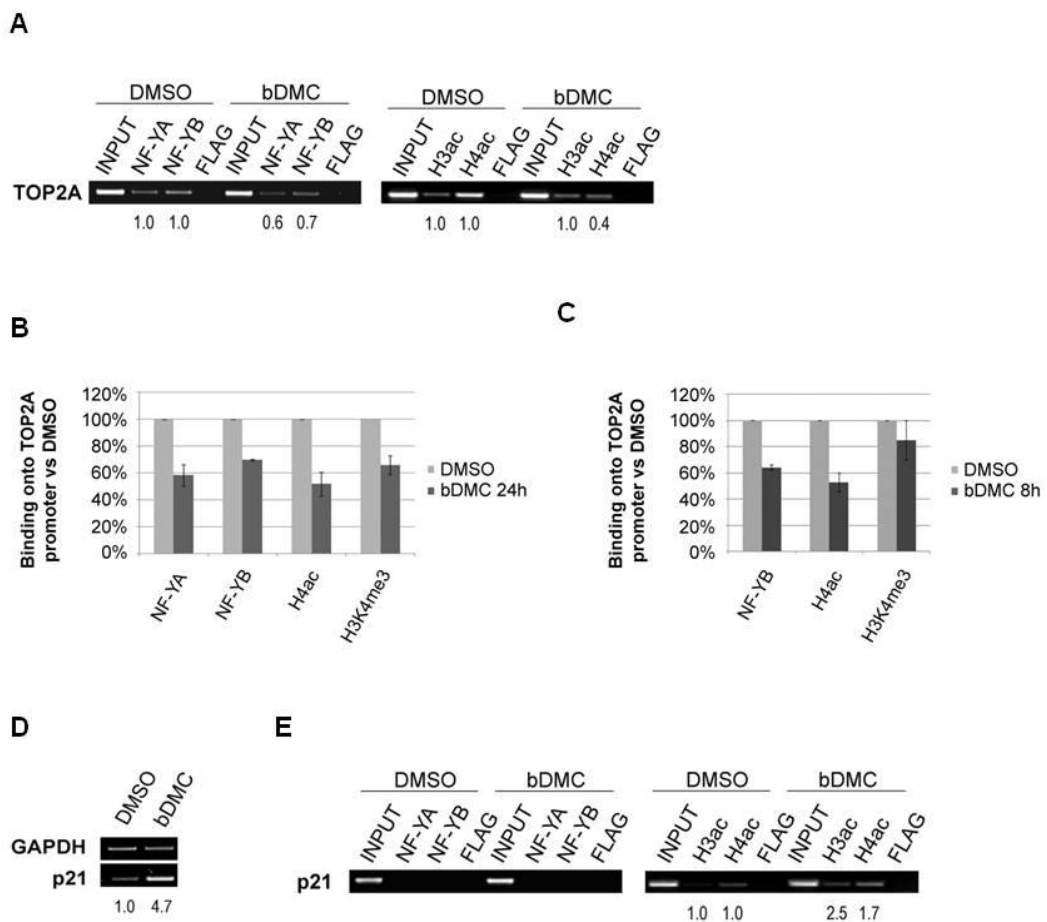 A
DMSO bDMC DMSO bDMC
INPUT NF-YA NF-YB FLAG INPUT NF-YA NF-YB FLAG INPUT H3ac H4ac FLAG INPUT H3ac H4ac FLAG
TOP2A
1.0 1.0 0.6 0.7 1.0 1.0 1.0 0.4
B
Binding onto TOP2A
promoter vs DMSO
120%
100%
80%
60%
40%
20%
0%
NF-YA NF-YB H4ac H3K4me3
DMSO
bDMC 24h
C
Binding onto TOP2A
promoter vs DMSO
120%
100%
80%
60%
40%
20%
0%
NF-YB H4ac H3K4me3
DMSO
bDMC 8h
D
DMSO bDMC
GAPDH
p21
1.0 4.7
E
DMSO bDMC DMSO bDMC
INPUT NF-YA NF-YB FLAG INPUT NF-YA NF-YB FLAG INPUT H3ac H4ac FLAG INPUT H3ac H4ac FLAG
p21
1.0 1.0 2.5 1.7